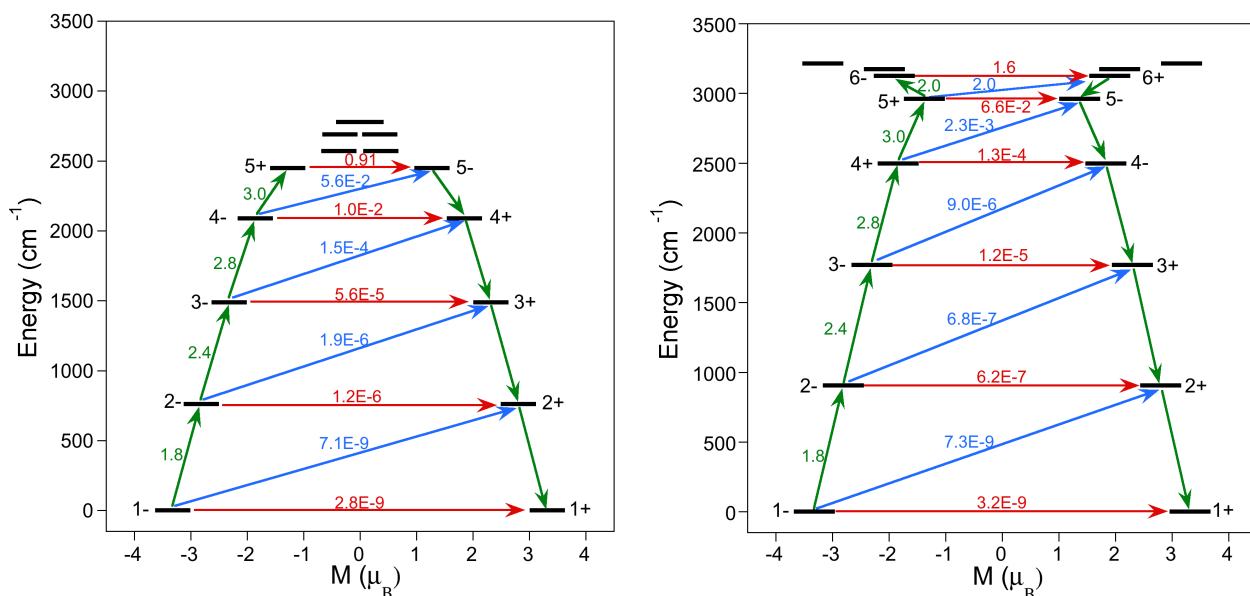 3500
3000
2500
2000
1500
1000
500
0
Energy (cm -1)
5+ 0.91 5-
3.0 5.6E-2
4- 1.0E-2 4+
2.8 1.5E-4
3- 5.6E-5 3+
2.4 1.9E-6
2- 1.2E-6 2+
1.8 7.1E-9
1- 2.8E-9 1+
-4 -3 -2 -1 0 1 2 3 4
M (μB)
3500
3000
2500
2000
1500
1000
500
0
Energy (cm -1)
6- 1.6 6+
2.0 2.0
5+ 6.6E-2 5-
3.0 2.3E-3
4+ 1.3E-4 4-
2.8 9.0E-6
3- 1.2E-5 3+
2.4 6.8E-7
2- 6.2E-7 2+
1.8 7.3E-9
1- 3.2E-9 1+
-4 -3 -2 -1 0 1 2 3 4
M (μB)